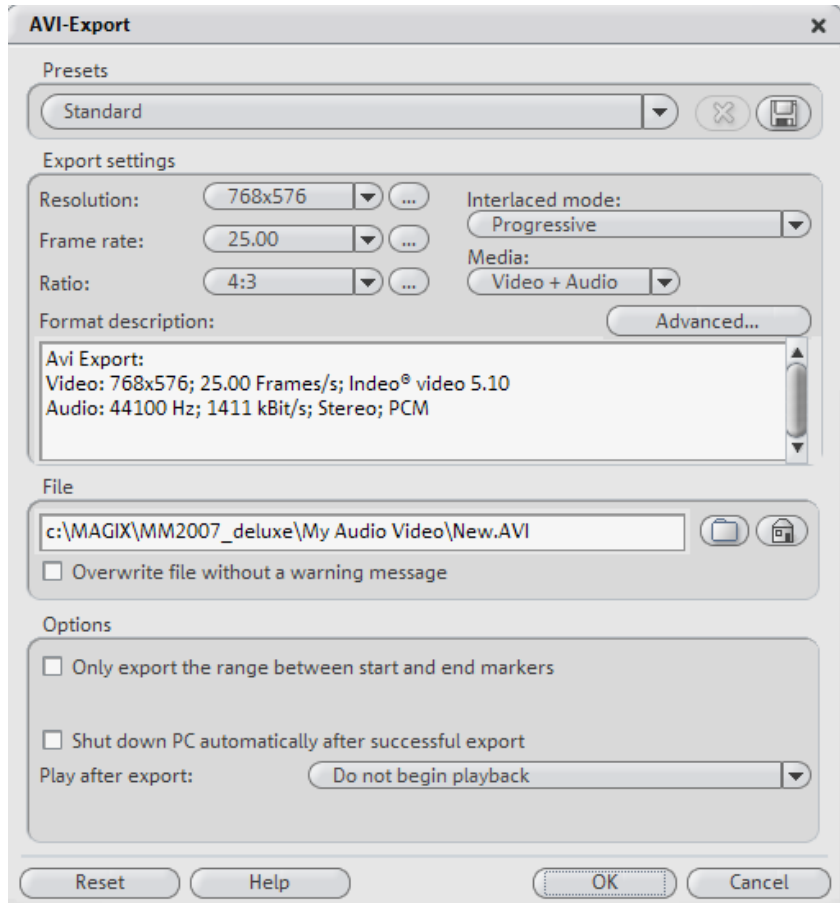 AVI-Export
Presets
Standard
Export settings
Resolution: 768x576 ...
Interlaced mode:
Progressive
Frame rate: 25.00 ...
Media:
Video + Audio
Ratio: 4:3 ...
Format description:
Advanced...
Avi Export:
Video: 768x576; 25.00 Frames/s; Indeo® video 5.10
Audio: 44100 Hz; 1411 kBit/s; Stereo; PCM
File
c:\MAGIX\MM2007_deluxe\My Audio Video\New.AVI
Overwrite file without a warning message
Options
Only export the range between start and end markers
Shut down PC automatically after successful export
Play after export: Do not begin playback
Reset Help OK Cancel